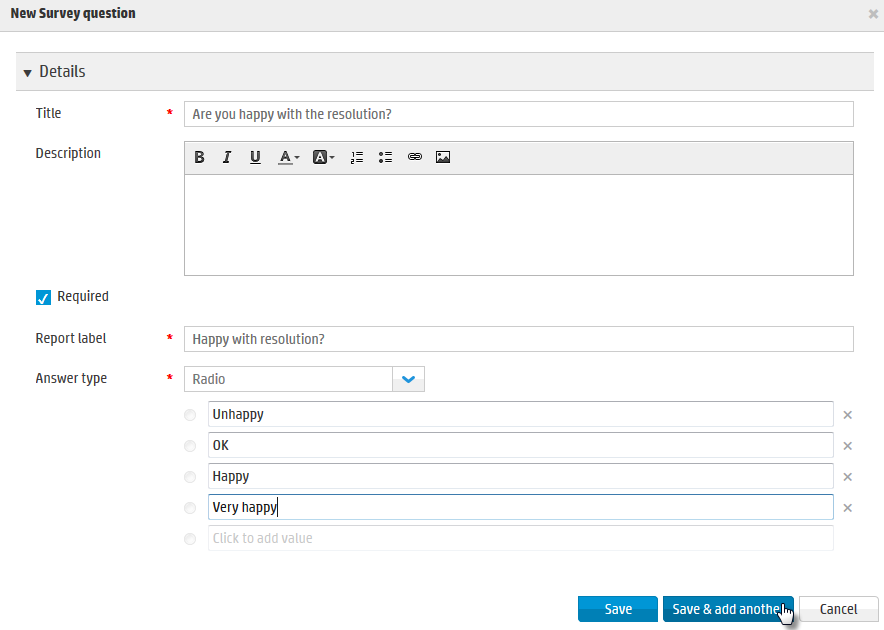 New Survey question
Details
Title * Are you happy with the resolution?
Description
B I U A A
Required
Report label * Happy with resolution?
Answer type * Radio
Unhappy
OK
Happy
Very happy
Click to add value
Save Save & add anothe Cancel